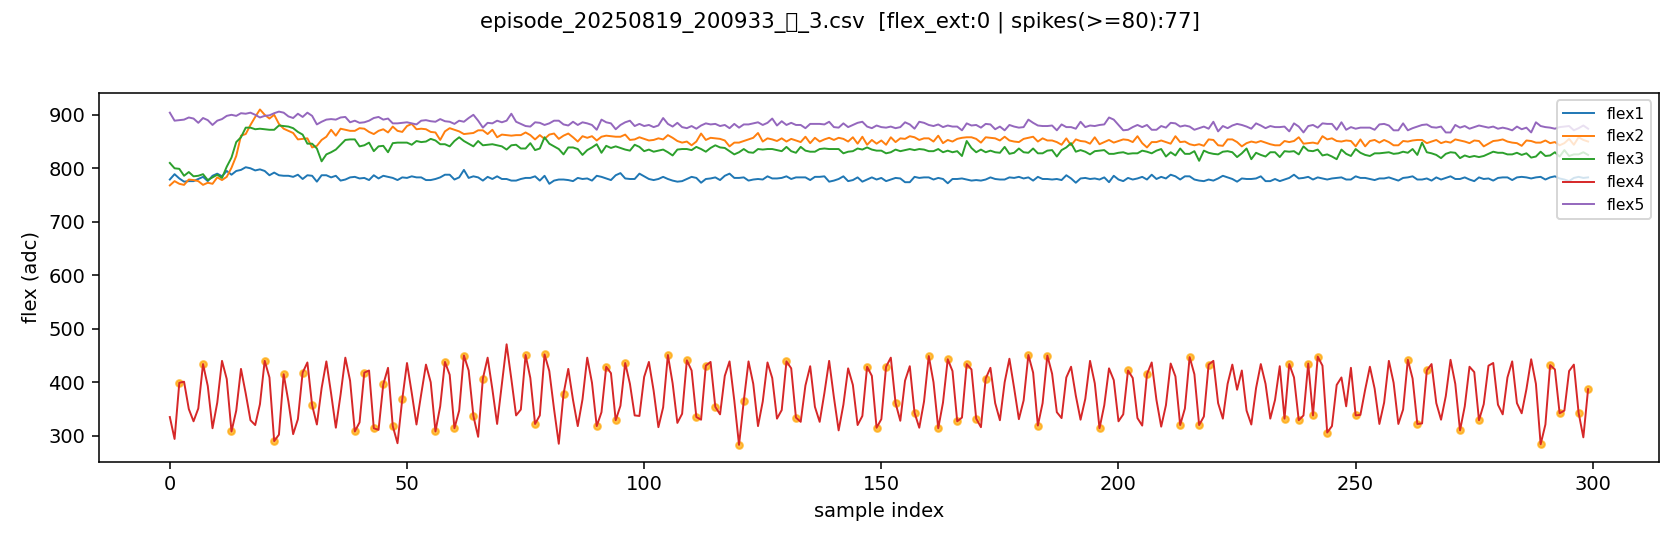 episode_20250819_200933_▯_3.csv  [flex_ext:0 | spikes(>=80):77]
flex (adc)
900
800
700
600
500
400
300
flex1
flex2
flex3
flex4
flex5
0 50 100 150 200 250 300
sample index